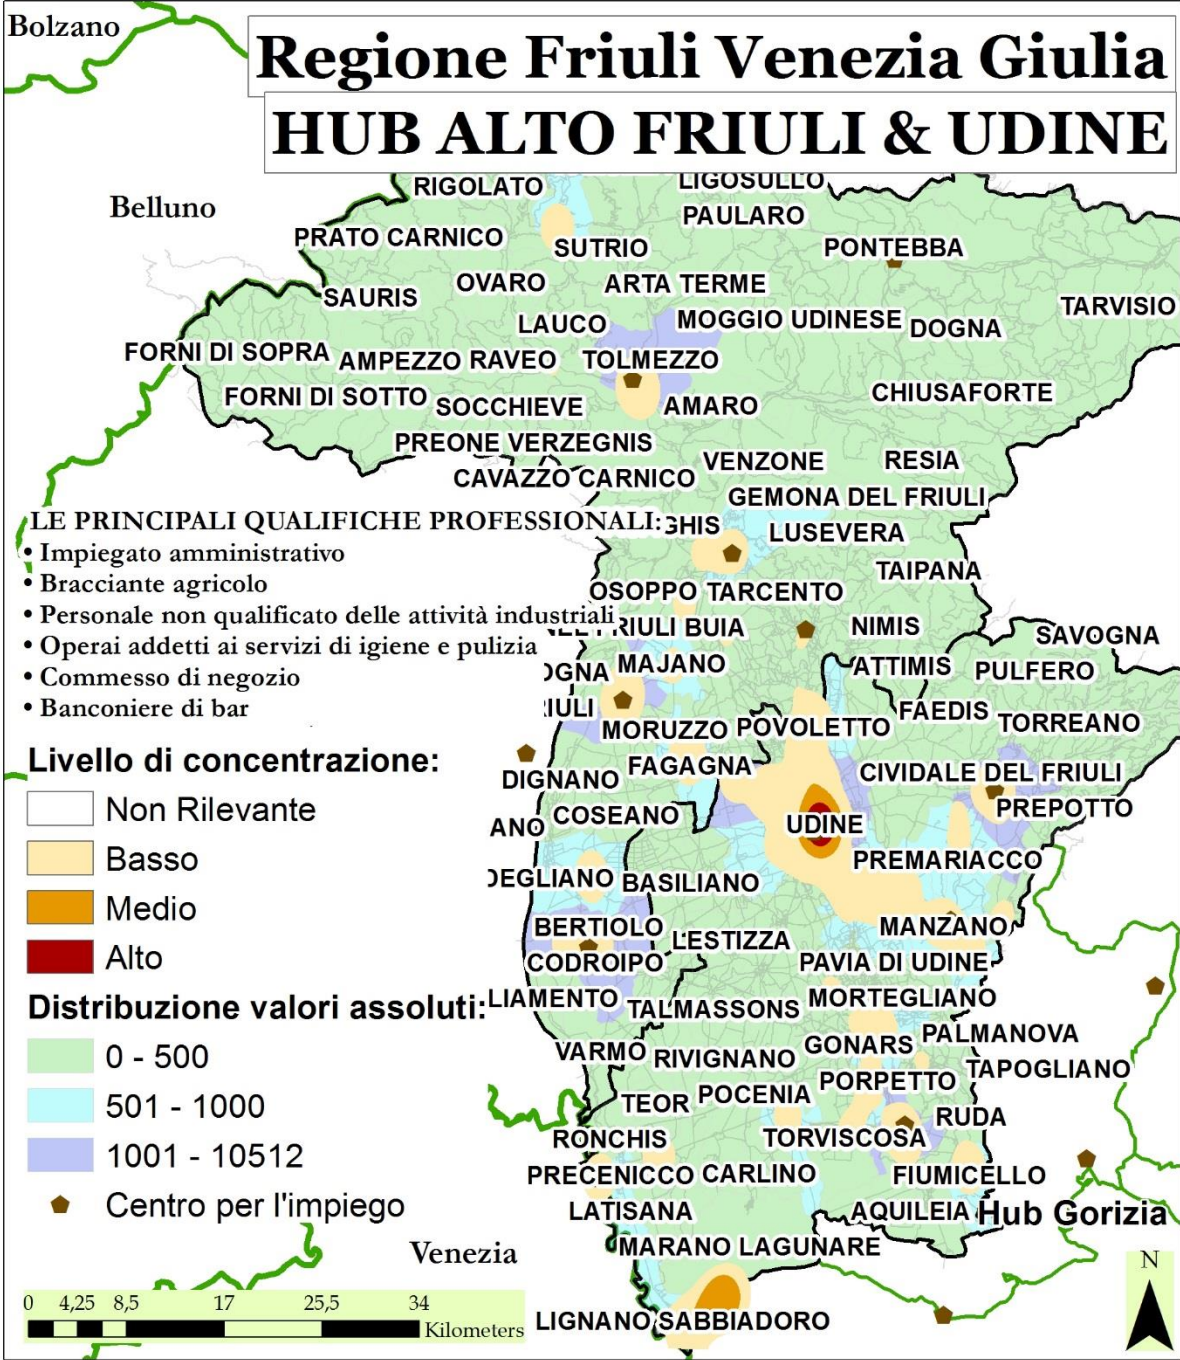 Bolzano
Regione Friuli Venezia Giulia
HUB ALTO FRIULI & UDINE
Belluno
RIGOLATO
LIGOSULLO
PAULARO
PRATO CARNICO
SUTRIO
PONTEBBA
OVARO
ARTA TERME
SAURIS
TARVISIO
LAUCO
MOGGIO UDINESE
DOGNA
FORNI DI SOPRA
AMPEZZO
RAVEO
TOLMEZZO
FORNI DI SOTTO
SOCCHIEVE
AMARO
CHIUSAFORTE
PREONE
VERZEGNIS
VENZONE
RESIA
CAVAZZO CARNICO
GEMONA DEL FRIULI
LE PRINCIPALI QUALIFICHE PROFESSIONALI:
GHIS
LUSEVERA
• Impiegato amministrativo
• Bracciante agricolo
• Personale non qualificato delle attività industriali
• Operai addetti ai servizi di igiene e pulizia
• Commesso di negozio
• Banconiere di bar
TAIPANA
OSOPPO
TARCENTO
FRIULI
BUIA
NIMIS
SAVOGNA
OGNA
MAJANO
ATTIMIS
PULFERO
IULI
MORUZZO
POVOLETTO
FAEDIS
TORREANO
Livello di concentrazione:
Non Rilevante
Basso
Medio
Alto
DIGNANO
FAGAGNA
CIVIDALE DEL FRIULI
ANO
COSEANO
UDINE
PREPOTTO
PREMARIACCO
DEGLIANO
BASILIANO
BERTIOLO
LESTIZZA
MANZANO
CODROIPO
PAVIA DI UDINE
Distribuzione valori assoluti:
0 - 500
501 - 1000
1001 - 10512
Centro per l'impiego
LIAMENTO
TALMASSONS
MORTEGLIANO
VARMO
RIVIGNANO
GONARS
PALMANOVA
TAPOGLIANO
TEOR
POCENIA
PORPETTO
RUDA
RONCHIS
TORVISCOSA
PRECENICCO
CARLINO
FIUMICELLO
LATISANA
AQUILEIA
Hub Gorizia
Venezia
MARANO LAGUNARE
LIGNANO SABBIADORO
N
0 4,25 8,5 17 25,5 34
Kilometers